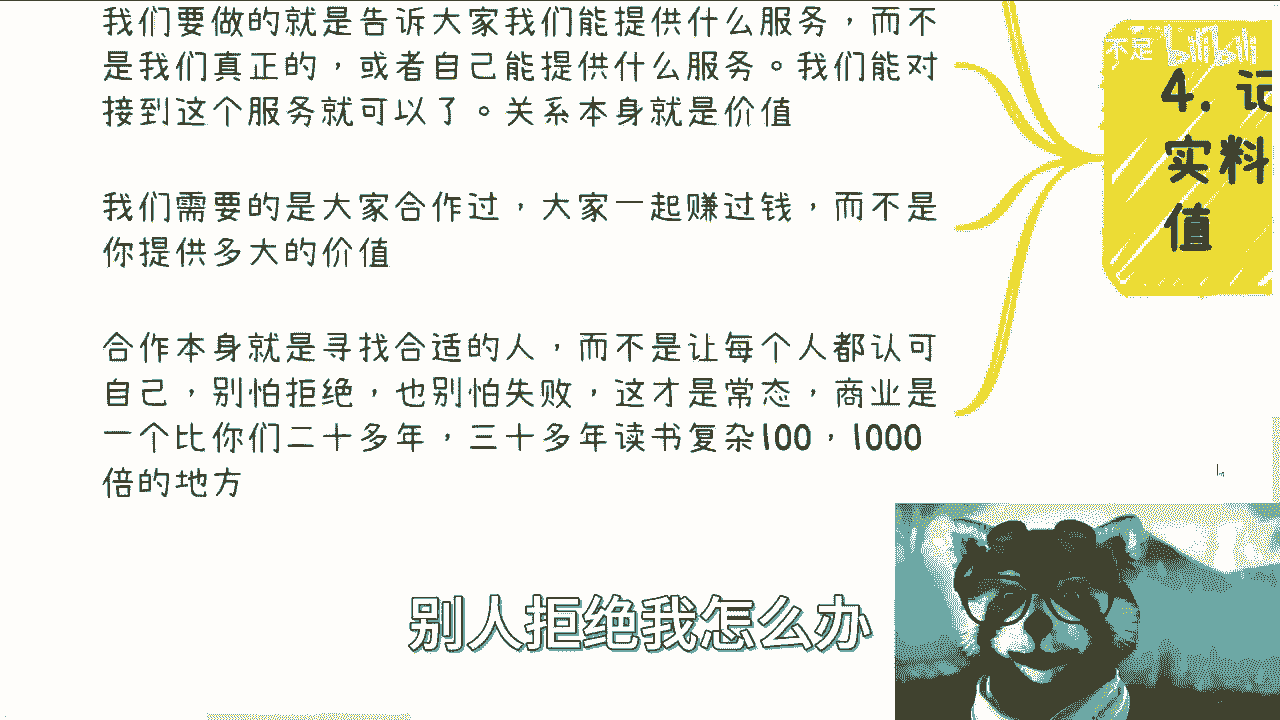 我们要做的就是告诉大家我们能提供什么服务，而不
是我们真正的，或者自己能提供什么服务。我们能对
接到这个服务就可以了。关系本身就是价值
我们需要的是大家合作过，大家一起赚过钱，而不是
你提供多大的价值
合作本身就是寻找合适的人，而不是让每个人都认可
自己，别怕拒绝，也别怕失败，这才是常态，商业是
一个比你们二十多年，三十多年读书复杂100，1000
倍的地方
不足 bilibili
4. 记
实料
值
别人拒绝我怎么办